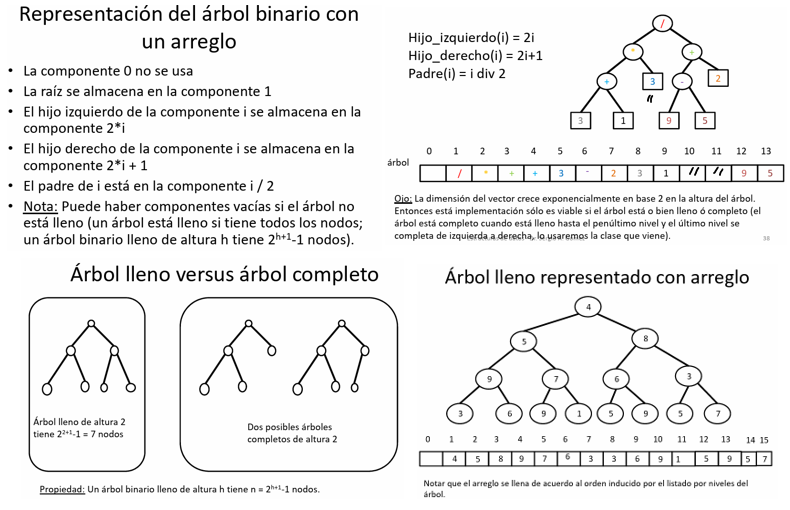 Representación del árbol binario con
un arreglo
• La componente 0 no se usa
• La raíz se almacena en la componente 1
• El hijo izquierdo de la componente i se almacena en la
componente 2*i
• El hijo derecho de la componente i se almacena en la
componente 2*i + 1
• El padre de i está en la componente i / 2
• Nota: Puede haber componentes vacías si el árbol no
está lleno (un árbol está lleno si tiene todos los nodos;
un árbol binario lleno de altura h tiene 2^h+1-1 nodos).
Hijo_izquierdo(i) = 2i
Hijo_derecho(i) = 2i+1
Padre(i) = i div 2
/
* +
+ 3 - 2
3 1 9 5
0 1 2 3 4 5 6 7 8 9 10 11 12 13
árbol
/ * + + 3 - 2 3 1 9 5
Ojo: La dimensión del vector crece exponencialmente en base 2 en la altura del árbol.
Entonces está implementación sólo es viable si el árbol está o bien lleno ó completo (el
árbol está completo cuando está lleno hasta el penúltimo nivel y el último nivel se
completa de izquierda a derecha, lo que veremos la clase que viene).
38
Árbol lleno versus árbol completo
Árbol lleno de altura 2
tiene 2^2+1-1 = 7 nodos
Dos posibles árboles
completos de altura 2
Propiedad: Un árbol binario lleno de altura h tiene n = 2^h+1-1 nodos.
Árbol lleno representado con arreglo
4
5 8
9 7 6 3
3 6 9 1 5 9 5 7
0 1 2 3 4 5 6 7 8 9 10 11 12 13 14 15
4 5 8 9 7 6 3 3 6 9 1 5 9 5 7
Notar que el arreglo se llena de acuerdo al orden inducido por el listado por niveles del
árbol.